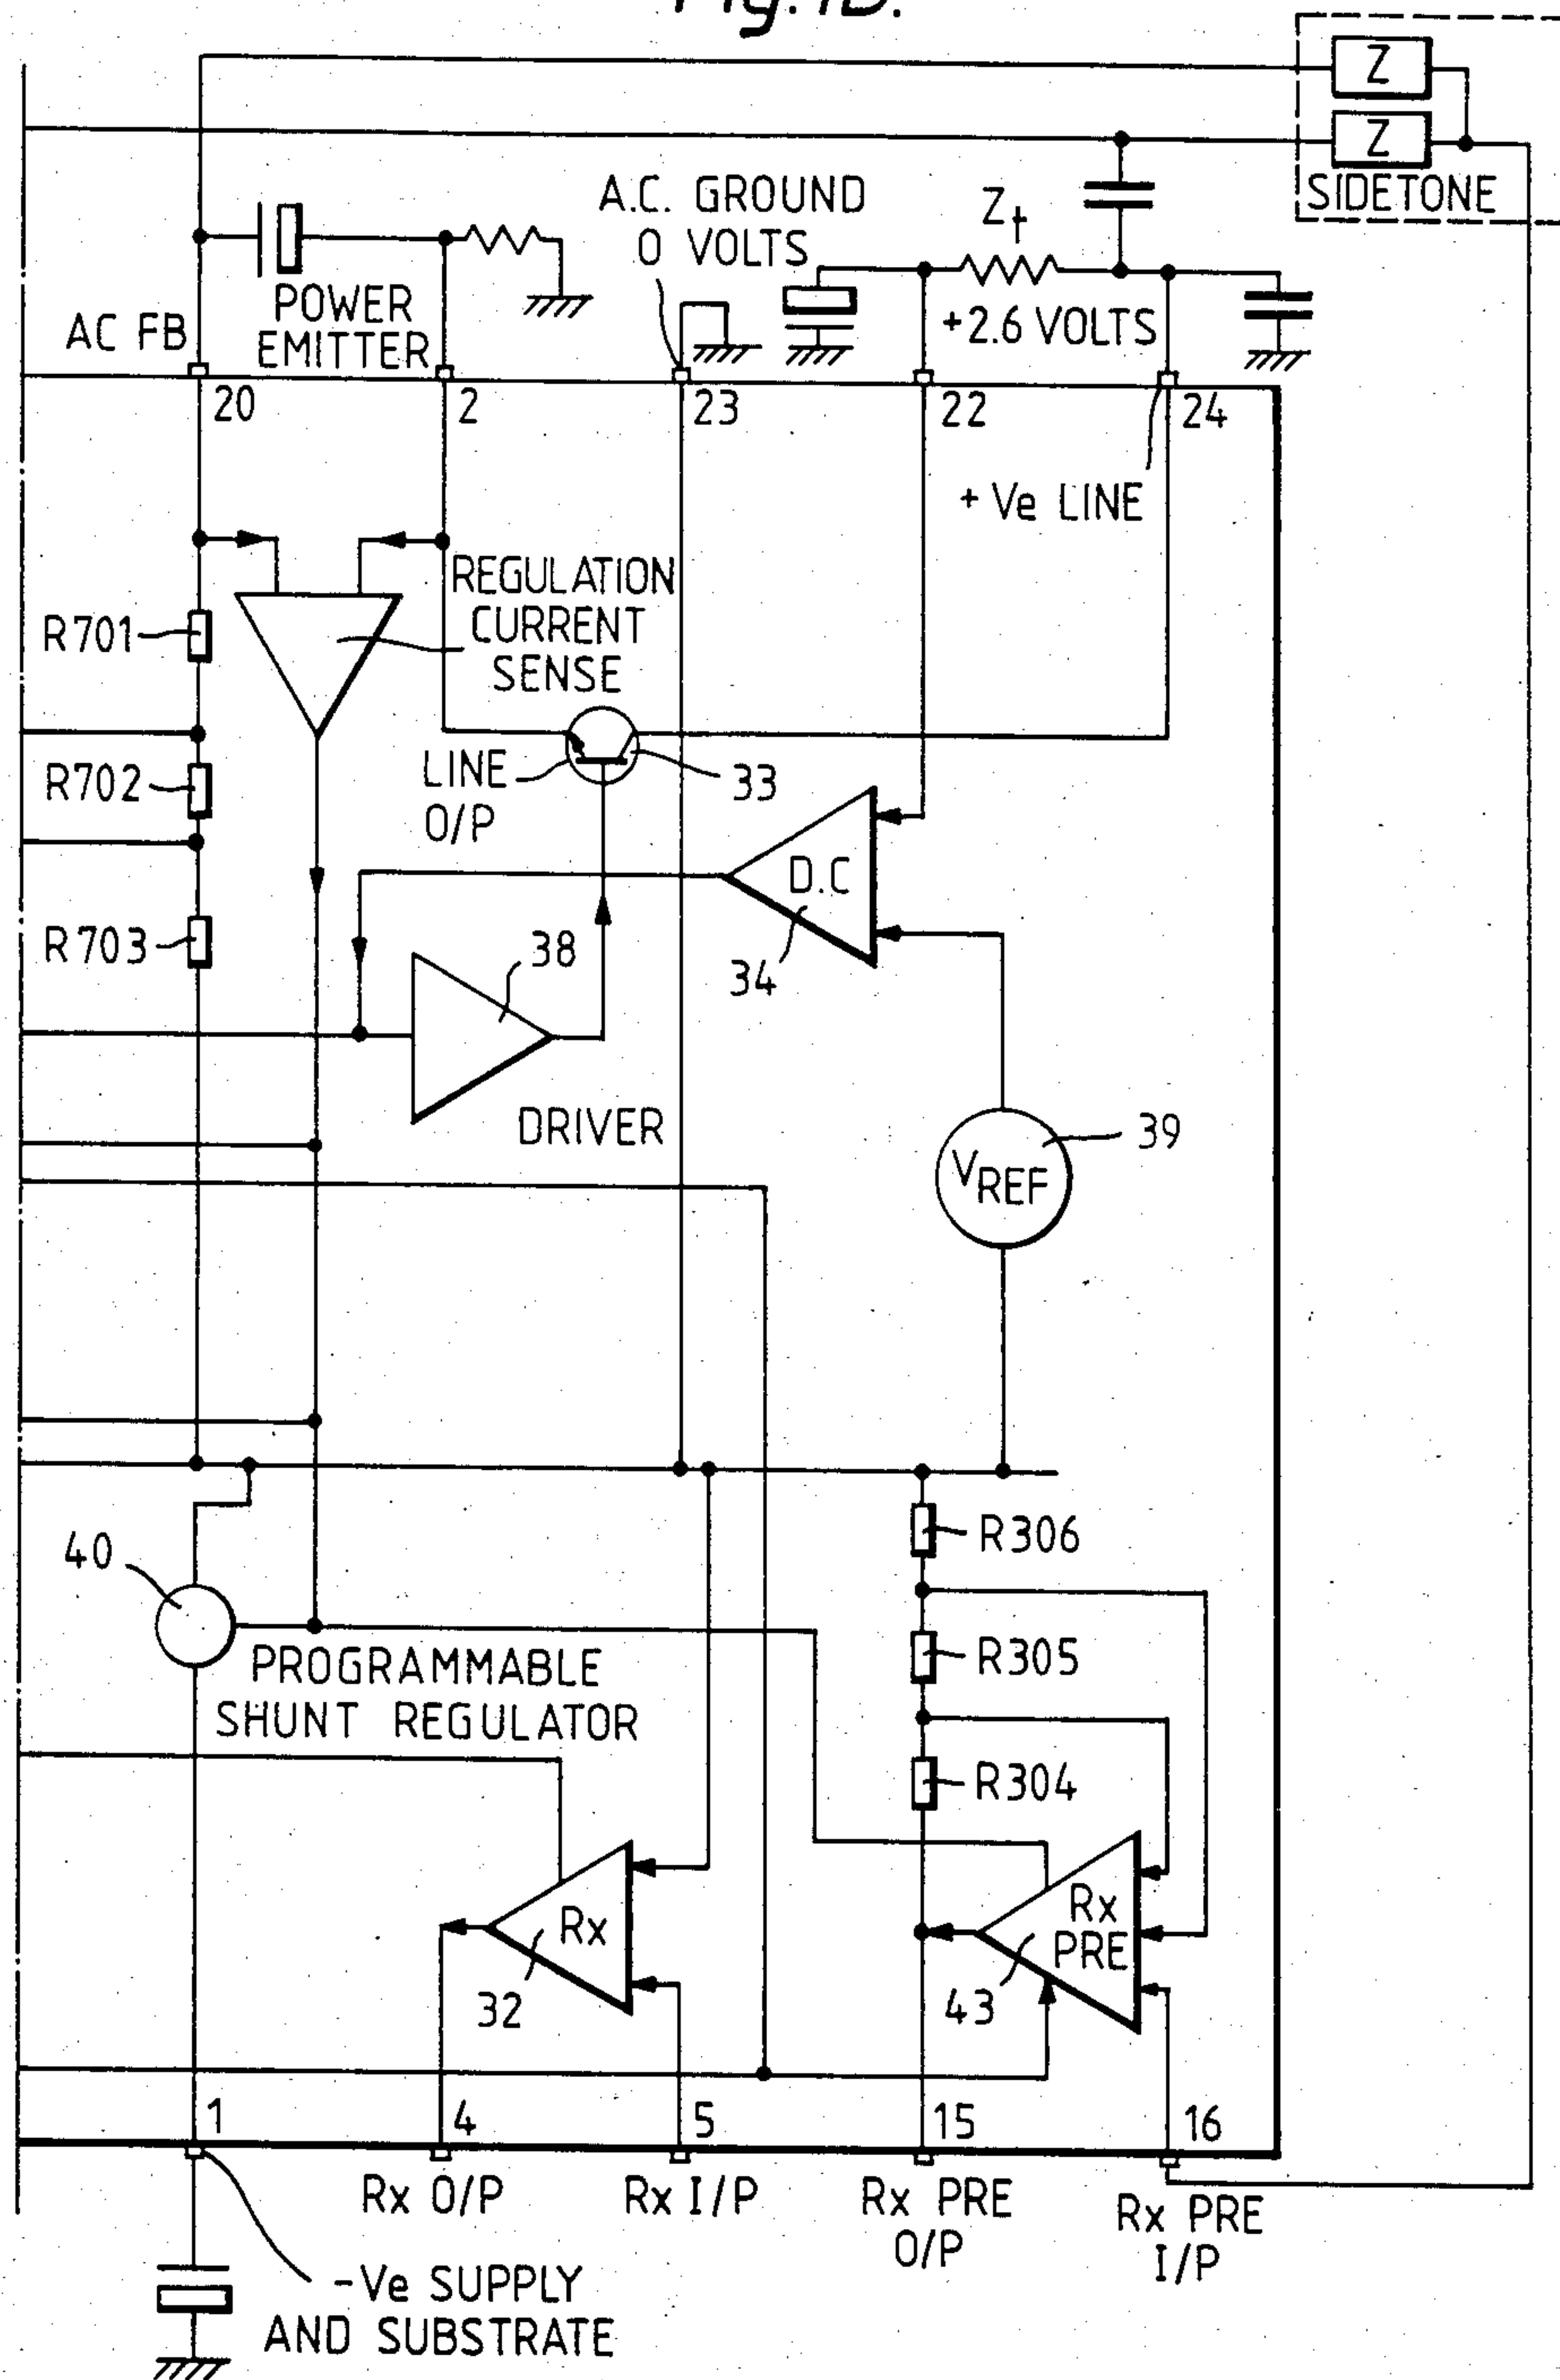 Fig. 1B.
Z
Z
SIDETONE
A.C. GROUND
0 VOLTS
Zt
POWER
EMITTER
AC FB
+2.6 VOLTS
20
2
23
22
24
+Ve LINE
REGULATION
CURRENT
SENSE
R701
LINE
O/P
33
R702
D.C
34
R703
38
DRIVER
39
VREF
40
R306
PROGRAMMABLE
SHUNT REGULATOR
R305
R304
Rx
32
Rx
PRE
43
1
4
5
15
16
Rx O/P
Rx I/P
Rx PRE
O/P
Rx PRE
I/P
-Ve SUPPLY
AND SUBSTRATE